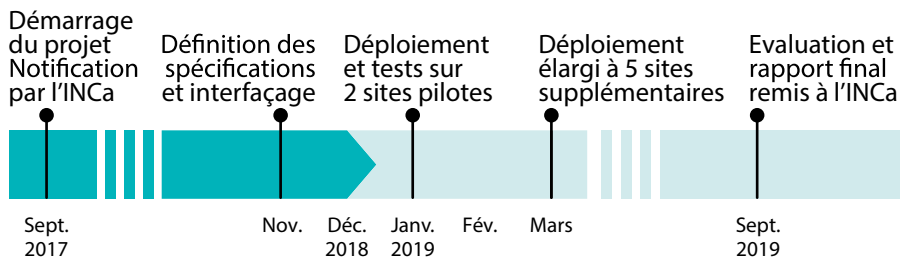 Démarrage
du projet
Notification
par l’INCa
Définition des
spécifications
et interfaçage
Déploiement
et tests sur
2 sites pilotes
Déploiement
élargi à 5 sites
supplémentaires
Evaluation et
rapport final
remis à l’INCa
Sept.
2017
Nov.
Déc.
2018
Janv.
2019
Fév.
Mars
Sept.
2019